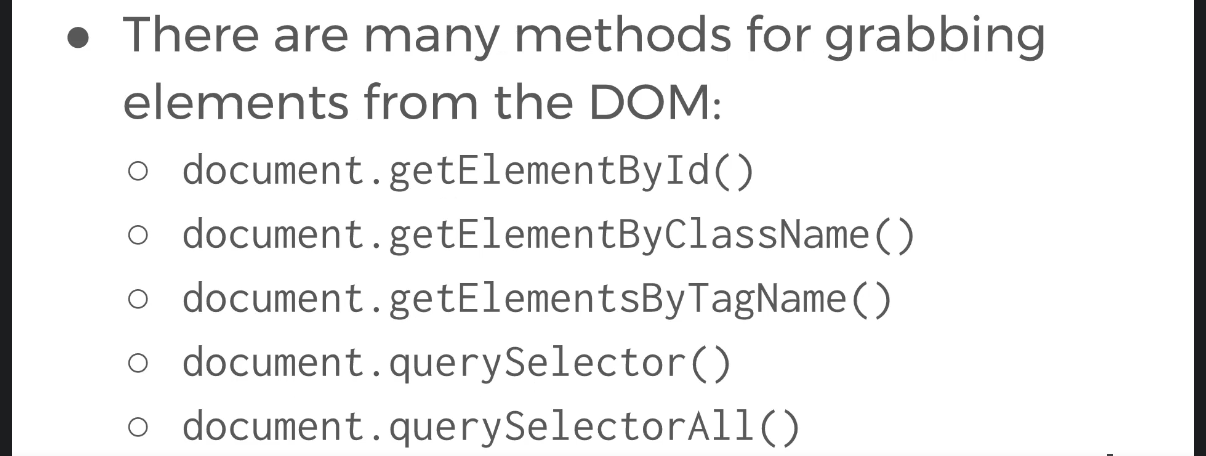 ● There are many methods for grabbing
elements from the DOM:
○ document.getElementById()
○ document.getElementByClassName()
○ document.getElementsByTagName()
○ document.querySelector()
○ document.querySelectorAll()